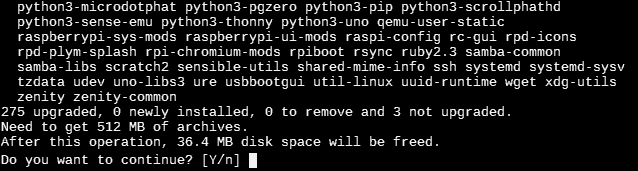 python3-microdotphat python3-pgzero python3-pip python3-scrollphathd
python3-sense-emu python3-thonny python3-uno qemu-user-static
raspberrypi-sys-mods raspberrypi-ui-mods raspi-config rc-gui rpd-icons
rpd-plym-splash rpi-chromium-mods rpiboot rsync ruby2.3 samba-common
samba-libs scratch2 sensible-utils shared-mime-info ssh systemd systemd-sysv
tzdata udev uno-libs3 ure usbbootgui util-linux uuid-runtime wget xdg-utils
zenity zenity-common
275 upgraded, 0 newly installed, 0 to remove and 3 not upgraded.
Need to get 512 MB of archives.
After this operation, 36.4 MB disk space will be freed.
Do you want to continue? [Y/n]